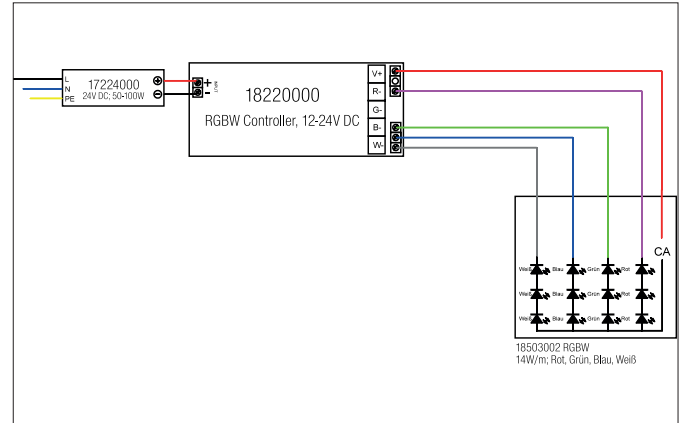 L
N
PE
17224000
24V DC; 50-100W
+
-
INPUT
18220000
RGBW Controller, 12-24V DC
V+
R-
G-
B-
W-
CA
Weiß Blau Grün Rot
Weiß Blau Grün Rot
Weiß Blau Grün Rot
18503002 RGBW
14W/m; Rot, Grün, Blau, Weiß